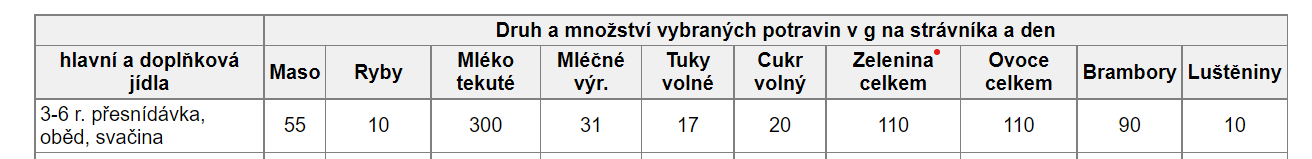 Druh a množství vybraných potravin v g na strávníka a den
hlavní a doplňková jídla Maso Ryby Mléko tekuté Mléčné výr. Tuky volné Cukr volný Zelenina celkem Ovoce celkem Brambory Luštěniny
3-6 r. přesnídávka, oběd, svačina 55 10 300 31 17 20 110 110 90 10